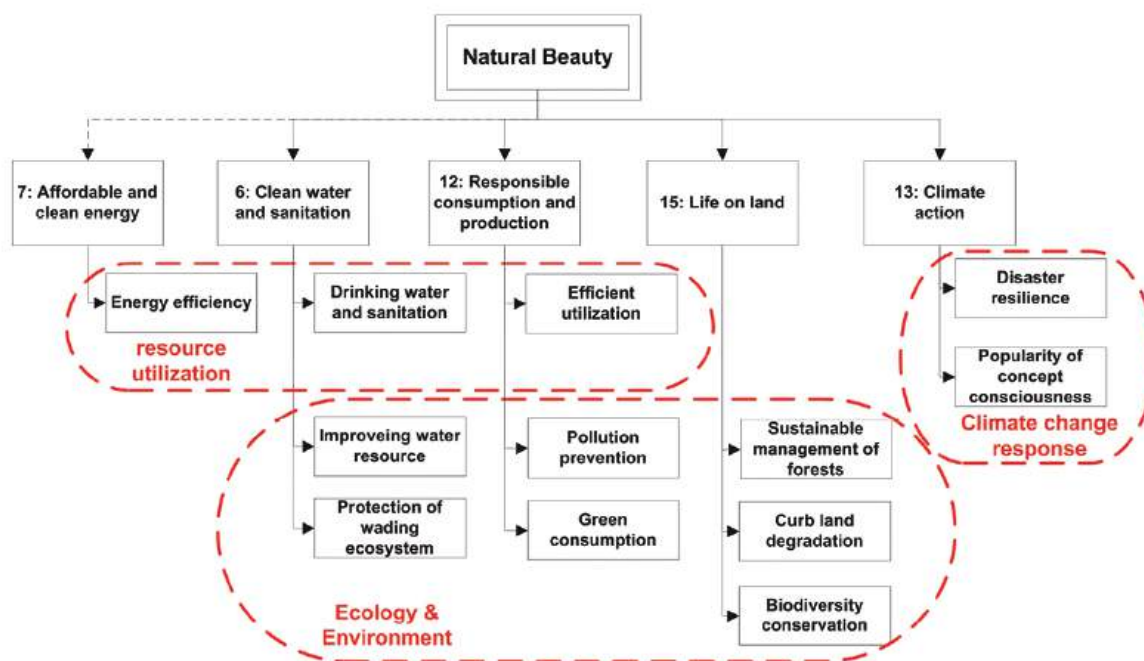 Natural Beauty
7: Affordable and
clean energy
6: Clean water
and sanitation
12: Responsible
consumption and
production
15: Life on land
13: Climate
action
Energy efficiency
Drinking water
and sanitation
Efficient
utilization
Disaster
resilience
resource
utilization
Popularity of
concept
consciousness
Climate change
response
Improveing water
resource
Pollution
prevention
Sustainable
management of
forests
Protection of
wading
ecosystem
Green
consumption
Curb land
degradation
Biodiversity
conservation
Ecology &
Environment